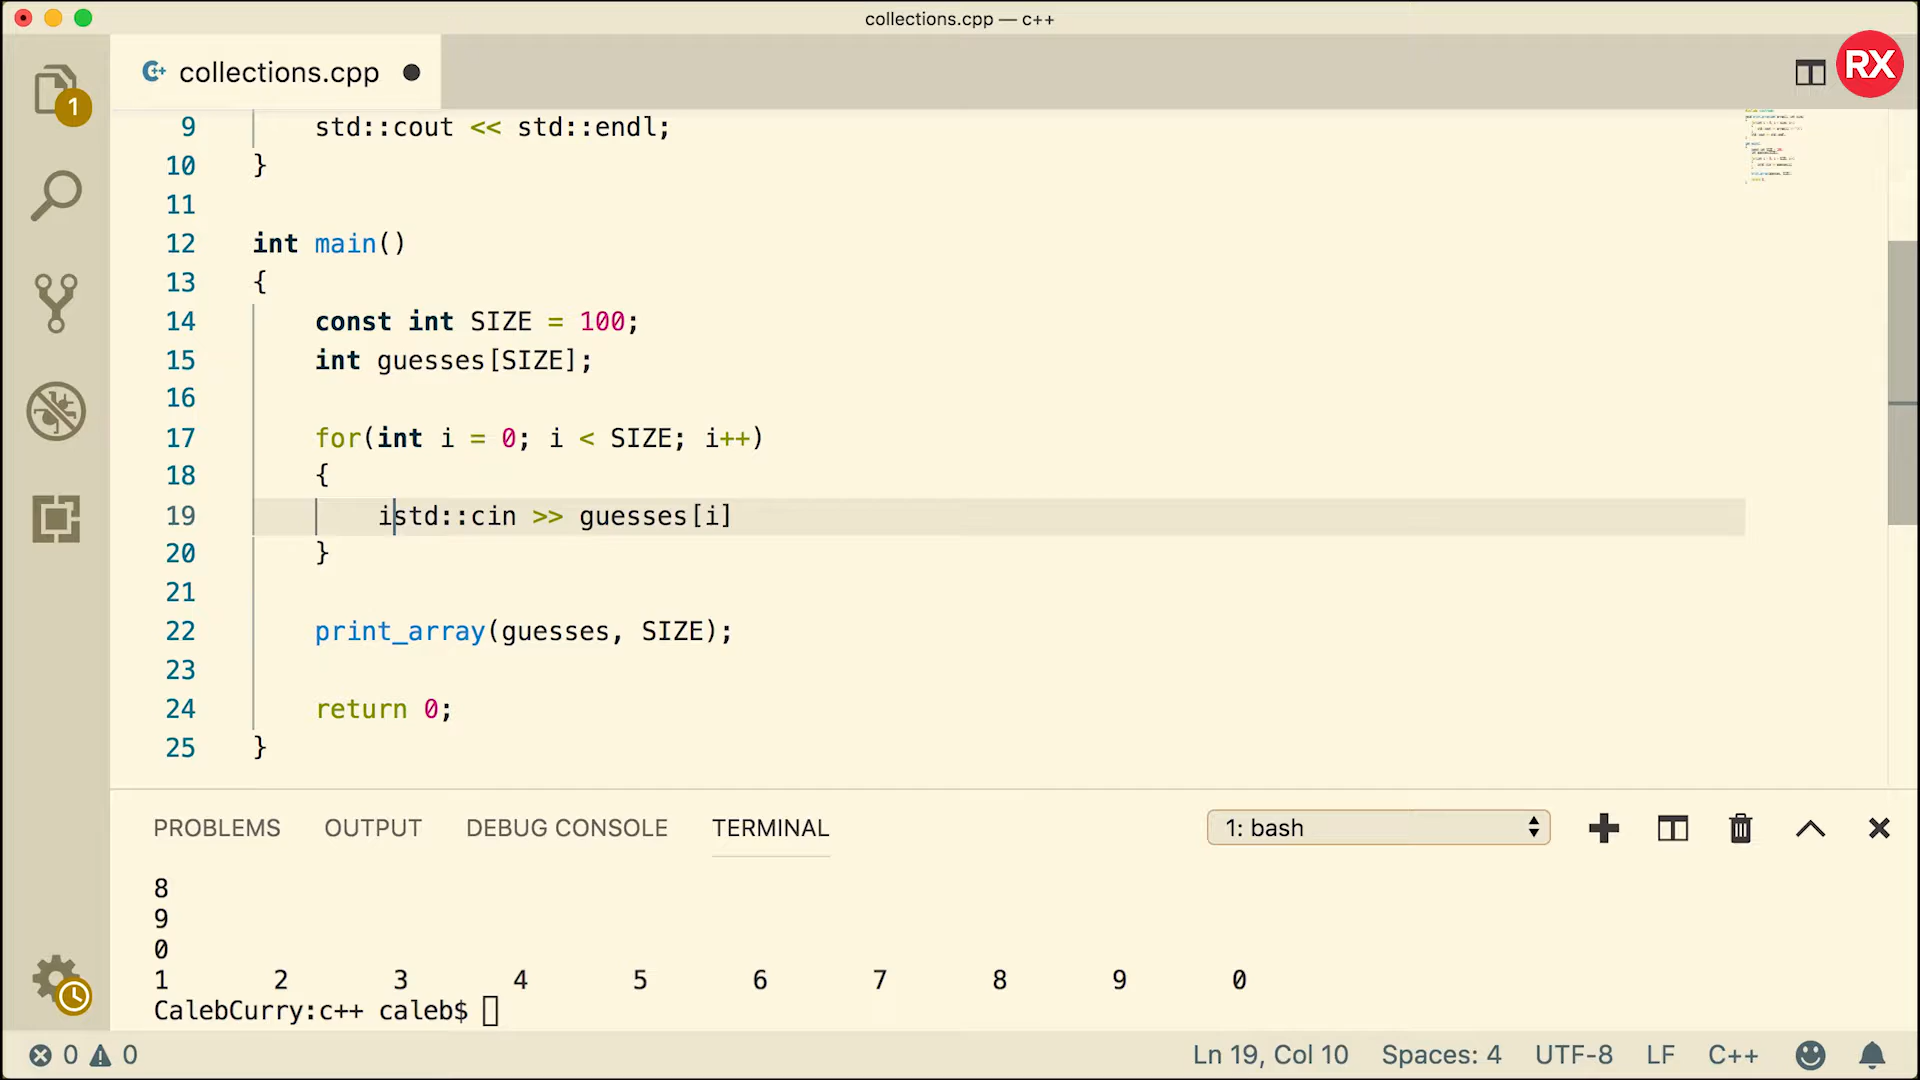 collections.cpp — c++
collections.cpp
RX
1
9 std::cout << std::endl;
10 }
11
12 int main()
13 {
14 const int SIZE = 100;
15 int guesses[SIZE];
16
17 for(int i = 0; i < SIZE; i++)
18 {
19 istd::cin >> guesses[i]
20 }
21
22 print_array(guesses, SIZE);
23
24 return 0;
25 }
PROBLEMS OUTPUT DEBUG CONSOLE TERMINAL 1: bash
8
9
0
1 2 3 4 5 6 7 8 9 0
CalebCurry:c++ caleb$
0 0 Ln 19, Col 10 Spaces: 4 UTF-8 LF C++